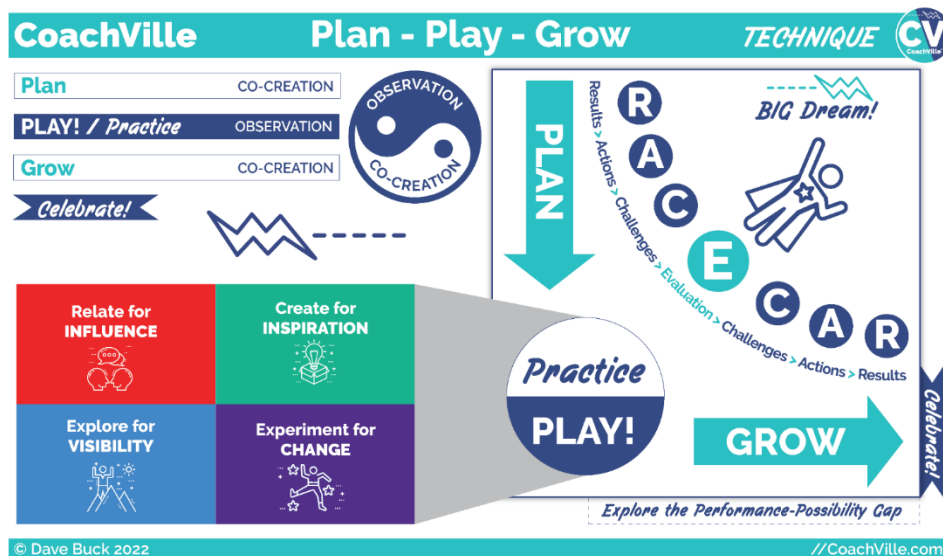 CoachVille
Plan - Play - Grow
TECHNIQUE
CV
CoachVille
Plan CO-CREATION
PLAY! / Practice OBSERVATION
Grow CO-CREATION
Celebrate!
OBSERVATION
CO-CREATION
Relate for
INFLUENCE
Create for
INSPIRATION
Explore for
VISIBILITY
Experiment for
CHANGE
PLAN
R
A
C
E
C
A
R
Results > Actions > Challenges > Evaluation > Challenges > Actions > Results
BIG Dream!
Practice
PLAY!
GROW
Celebrate!
Explore the Performance-Possibility Gap
© Dave Buck 2022
//CoachVille.com